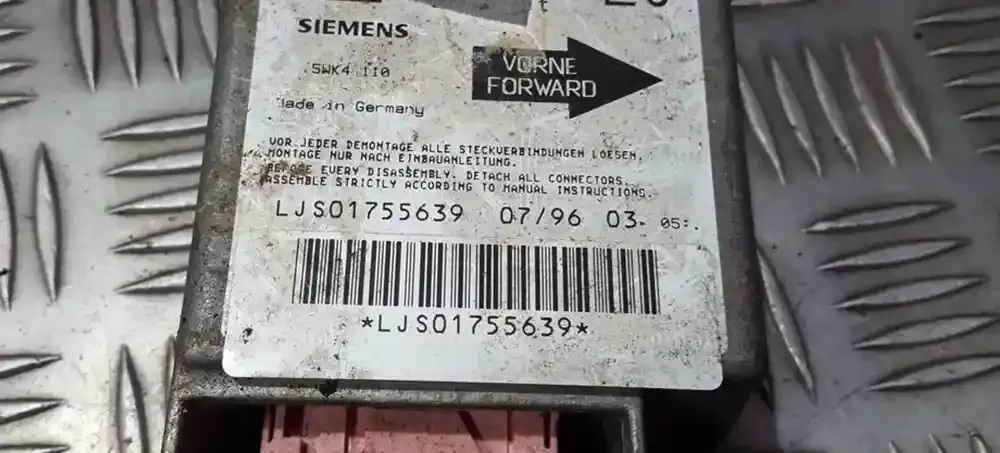 SIEMENS
5WK4 110
VORNE
FORWARD
Made in Germany
VOR JEDER DEMONTAGE ALLE STECKVERBINDUNGEN LOESEN.
MONTAGE NUR NACH EINBAUANLEITUNG.
BEFORE EVERY DISASSEMBLY, DETACH ALL CONNECTORS.
ASSEMBLE STRICTLY ACCORDING TO MANUAL INSTRUCTIONS.
LJS01755639 07/96 03- 05:.
*LJS01755639*